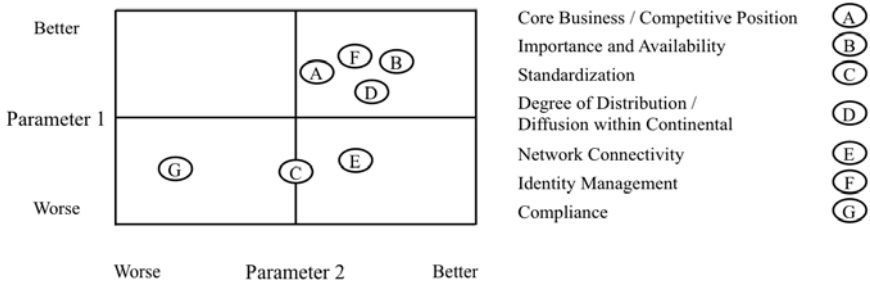 Better
Parameter 1
Worse
F
B
A
D
E
C
G
Worse Parameter 2 Better
Core Business / Competitive Position A
Importance and Availability B
Standardization C
Degree of Distribution /
Diffusion within Continental D
Network Connectivity E
Identity Management F
Compliance G